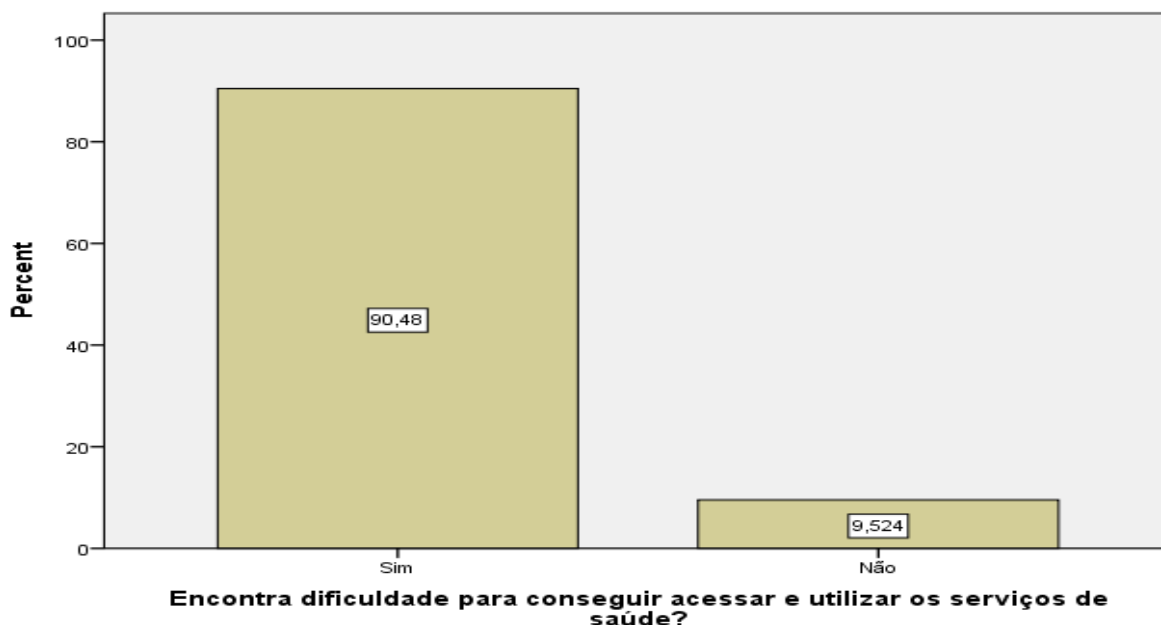 100
80
60
40
20
0
Percent
90,48
9,524
Sim
Não
Encontra dificuldade para conseguir acessar e utilizar os serviços de
saúde?